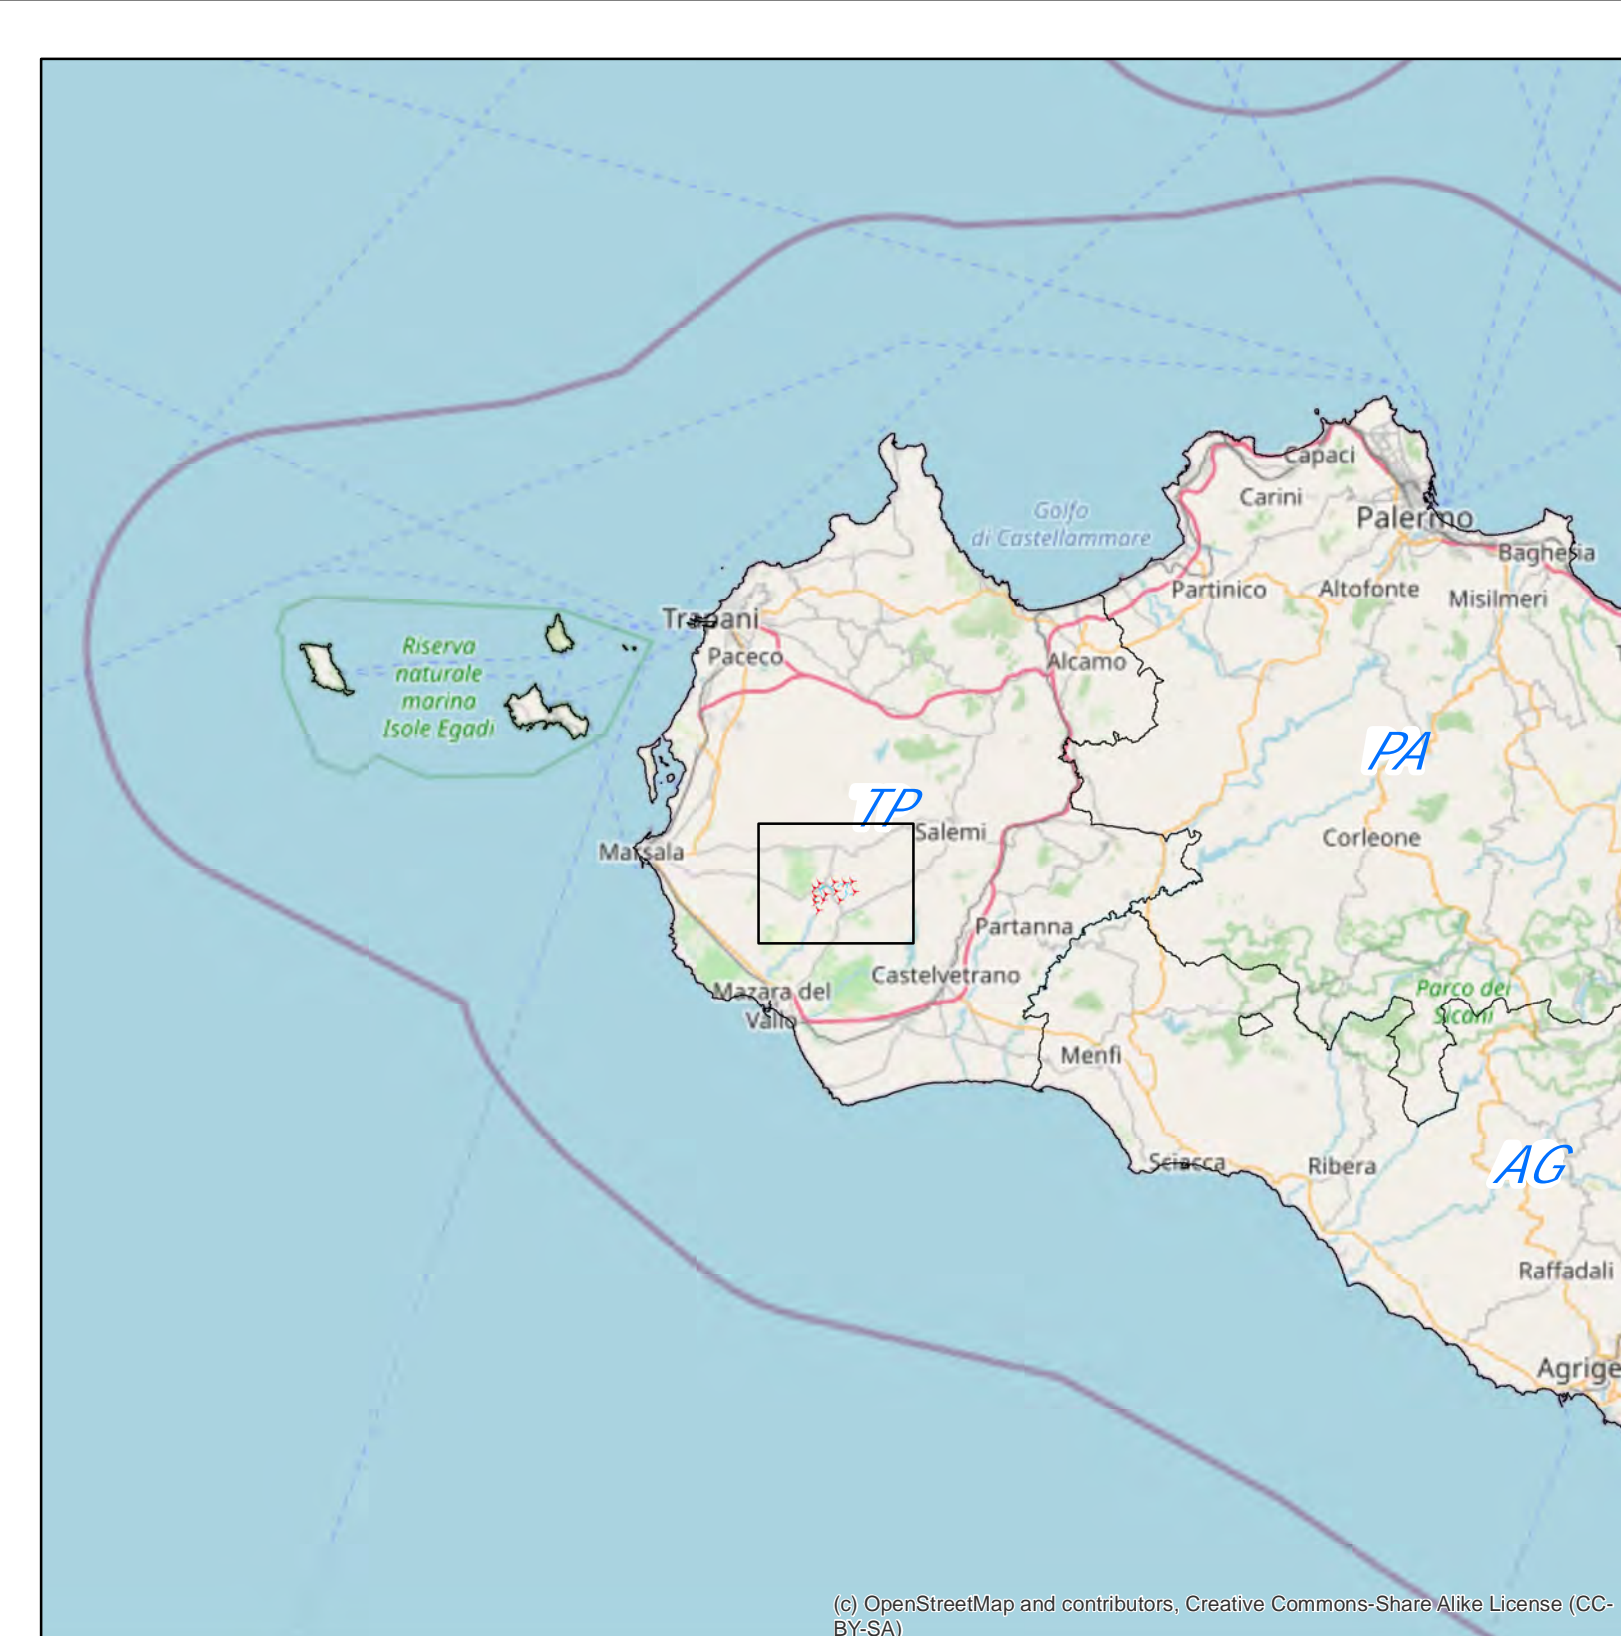 Capaci
Carini
Palermo
Golfo
di Castellammare
Baghesia
Partinico
Altofonte
Misilmeri
Trapani
Paceco
Alcamo
Riserva
naturale
marina
Isole Egadi
PA
TP
Salemi
Corleone
Marsala
Partanna
Castelvetrano
Mazara del
Vallo
Parco dei
Sicani
Menfi
Sciacca
Ribera
AG
Raffadali
Agrige
(c) OpenStreetMap and contributors, Creative Commons-Share Alike License (CC-
BY-SA)